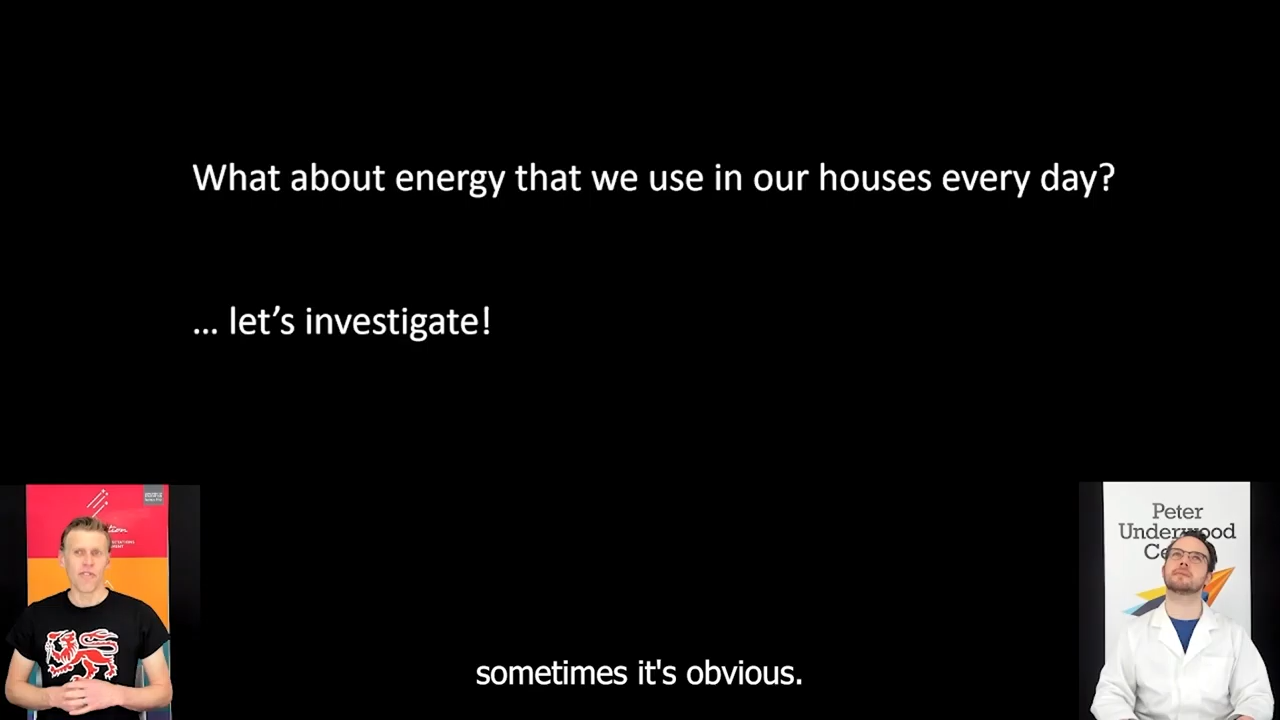 What about energy that we use in our houses every day?
... let's investigate!
Peter
Underwood
sometimes it's obvious.